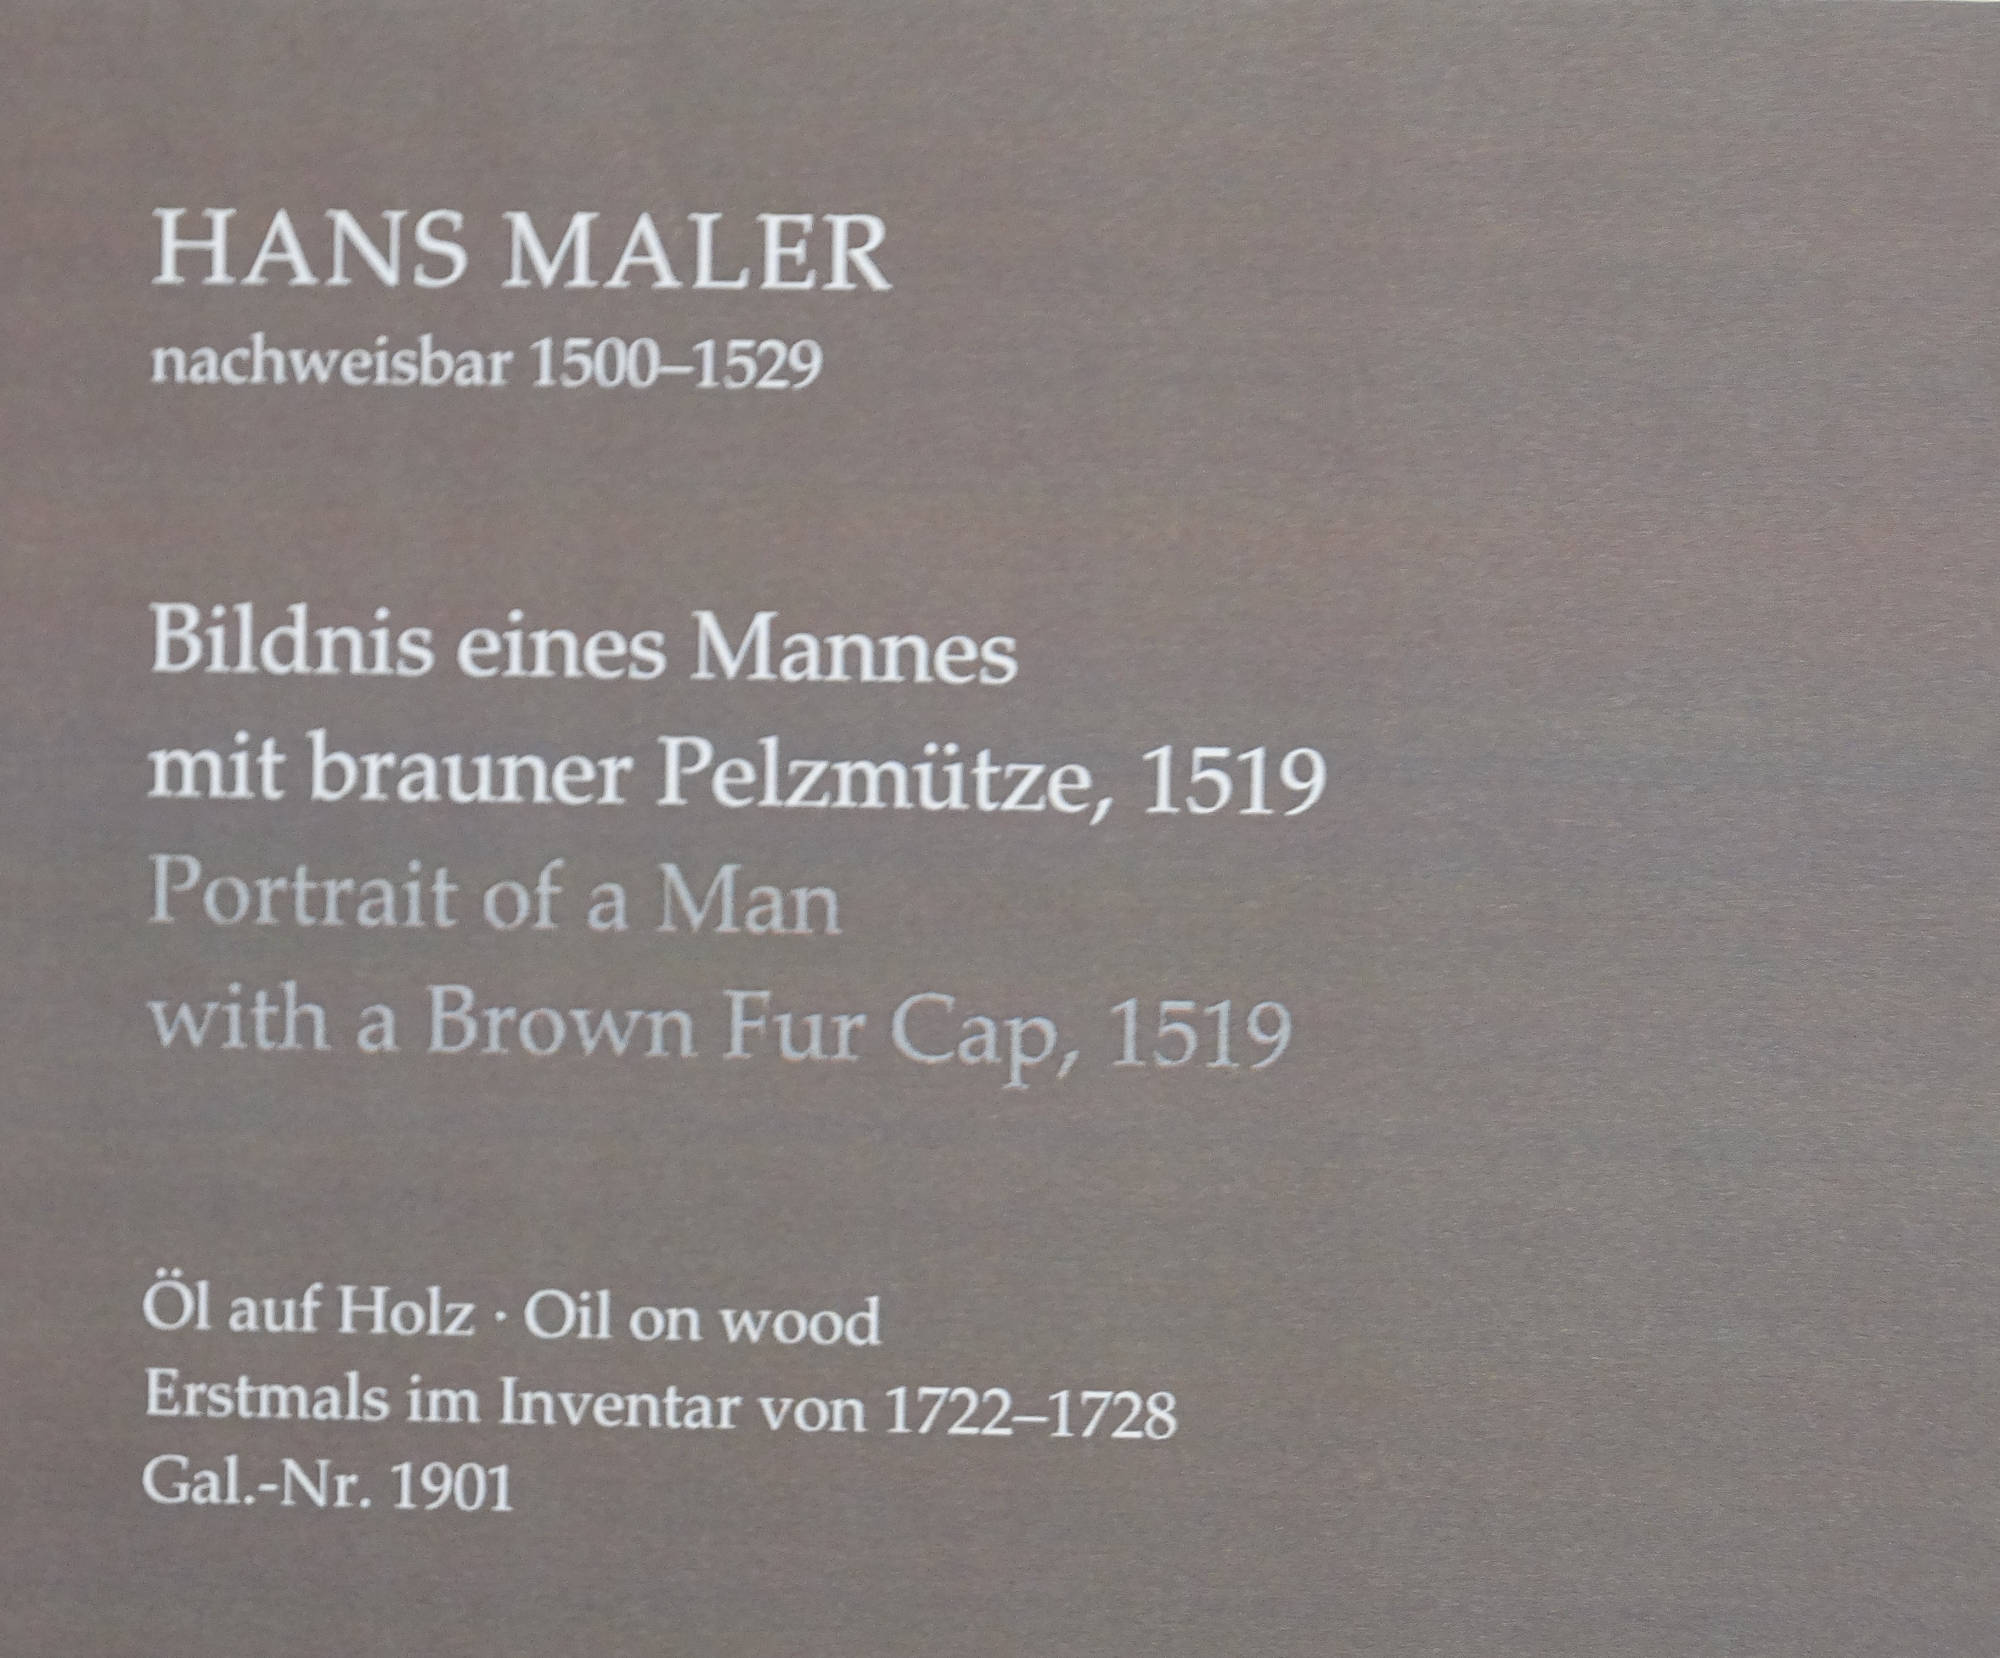 HANS MALER
nachweisbar 1500–1529
Bildnis eines Mannes
mit brauner Pelzmütze, 1519
Portrait of a Man
with a Brown Fur Cap, 1519
Öl auf Holz · Oil on wood
Erstmals im Inventar von 1722–1728
Gal.-Nr. 1901